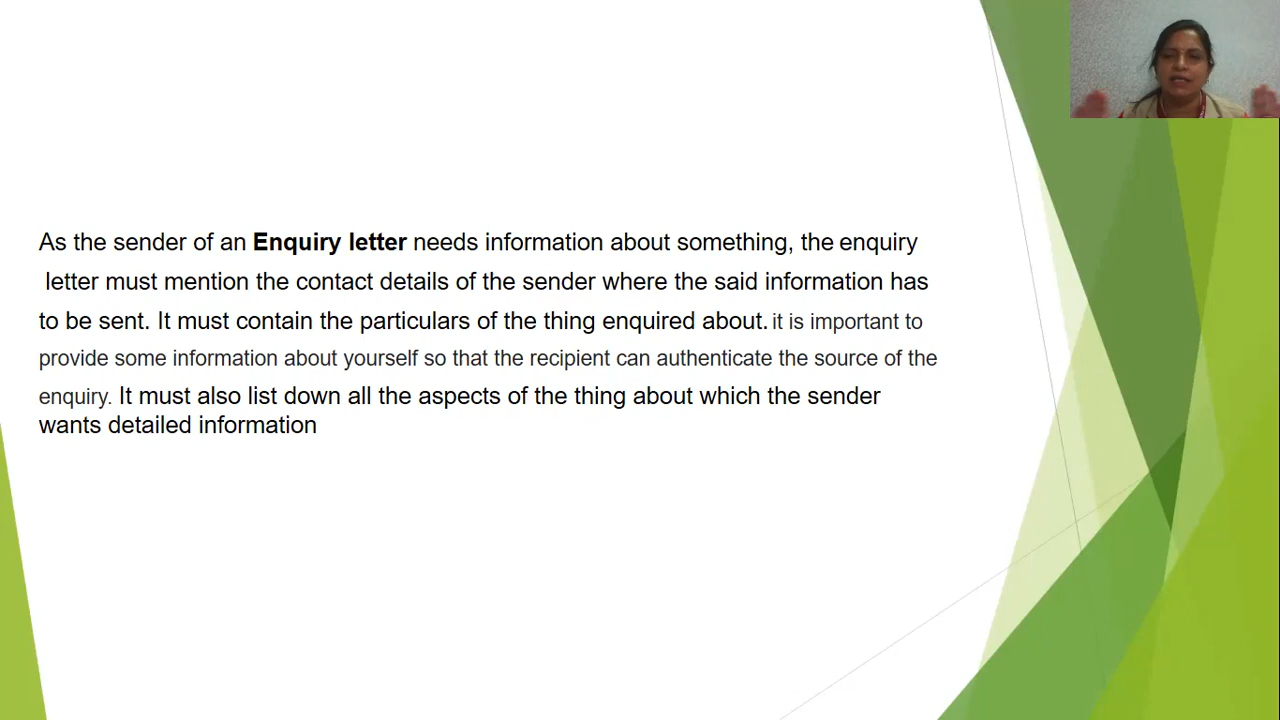 As the sender of an Enquiry letter needs information about something, the enquiry
letter must mention the contact details of the sender where the said information has
to be sent. It must contain the particulars of the thing enquired about. it is important to
provide some information about yourself so that the recipient can authenticate the source of the
enquiry. It must also list down all the aspects of the thing about which the sender
wants detailed information